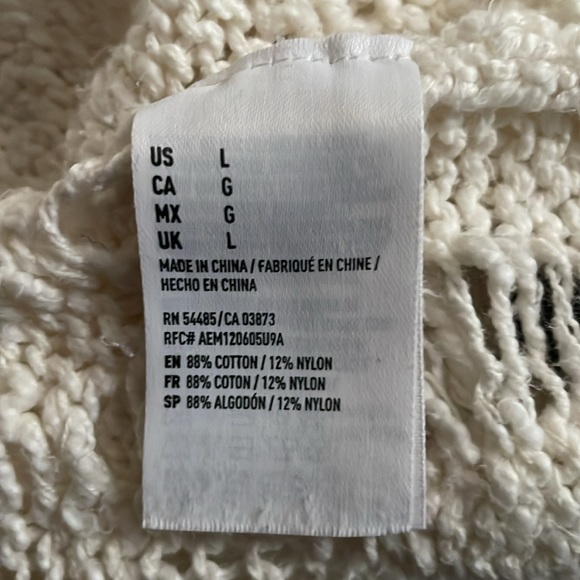 US L
CA G
MX G
UK L
MADE IN CHINA / FABRIQUÉ EN CHINE /
HECHO EN CHINA
RN 54485/CA 03873
RFC# AEM120605U9A
EN 88% COTTON / 12% NYLON
FR 88% COTON / 12% NYLON
SP 88% ALGODÓN / 12% NYLON